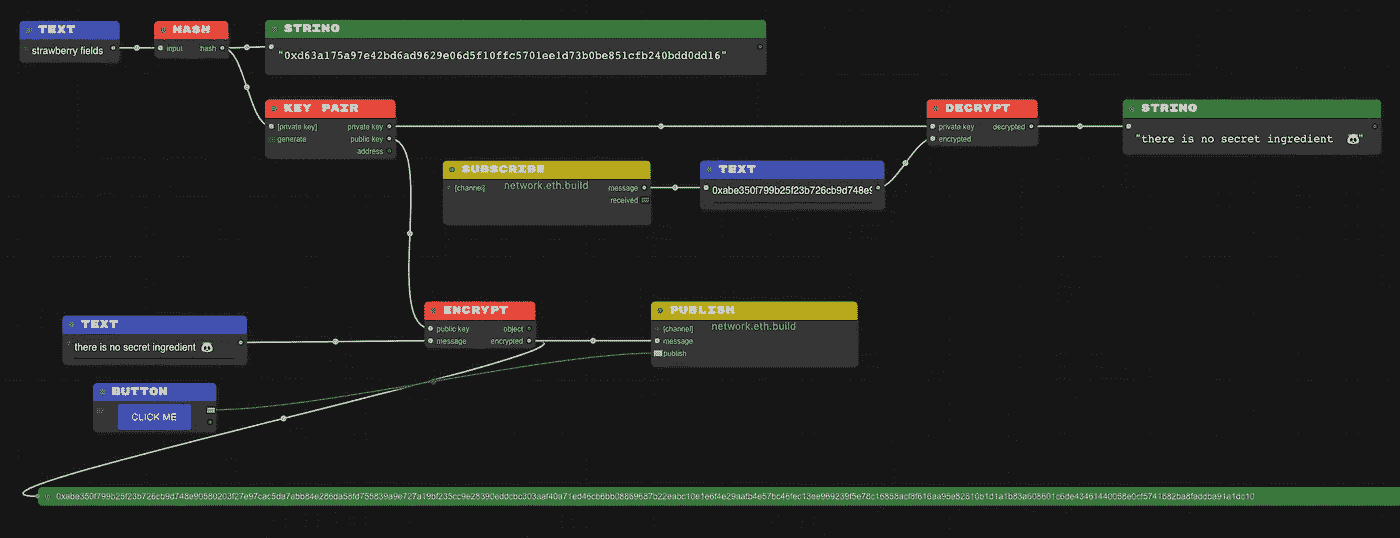 TEXT
strawberry fields
HASH
input hash
STRING
"0xd63a175a97e42bd6ad9629e06d5f10ffc5701ee1d73b0be851cfb240bdd0dd16"
KEY PAIR
[private key] private key
generate public key
address
DECRYPT
private key decrypted
encrypted
STRING
"there is no secret ingredient 🐼"
SUBSCRIBE
[channel] network.eth.build message
received
TEXT
0xabe350f799b25f23b726cb9d748e9
ENCRYPT
public key object
message encrypted
PUBLISH
[channel] network.eth.build
message
publish
TEXT
there is no secret ingredient 🐼
BUTTON
CLICK ME